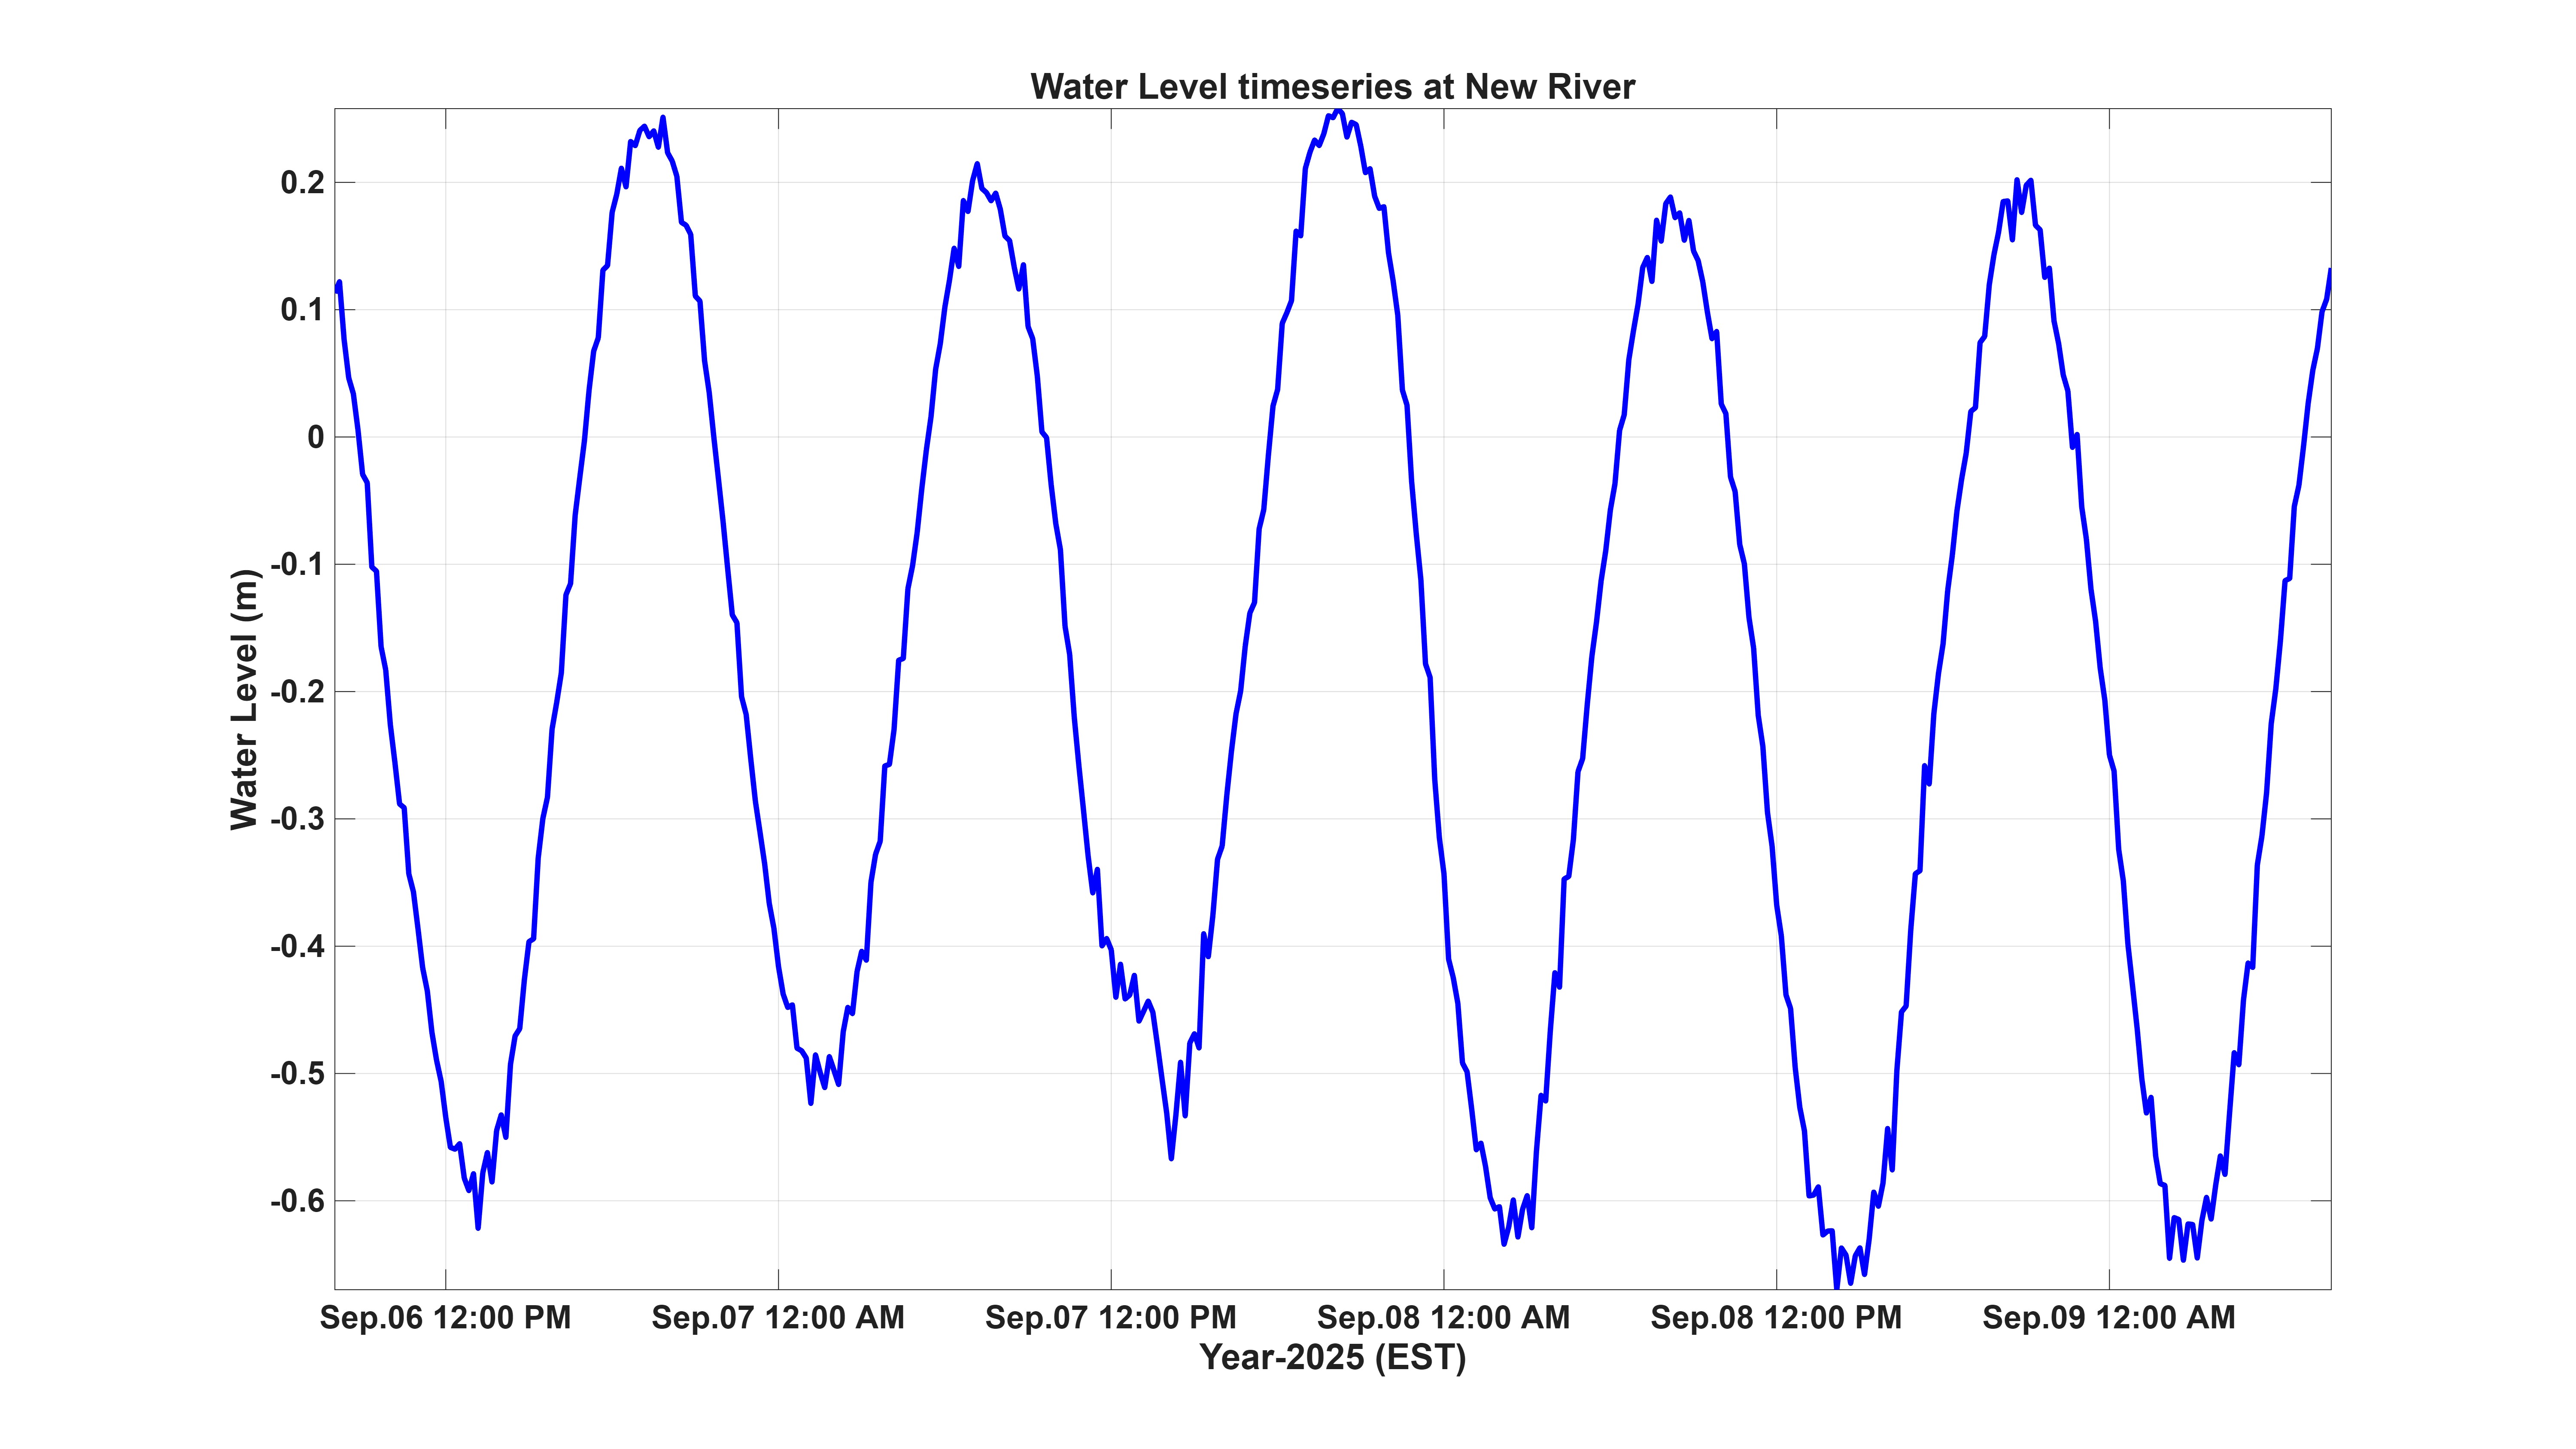 Water Level timeseries at New River
Water Level (m)
0.2
0.1
0
-0.1
-0.2
-0.3
-0.4
-0.5
-0.6
Sep.06 12:00 PM
Sep.07 12:00 AM
Sep.07 12:00 PM
Sep.08 12:00 AM
Sep.08 12:00 PM
Sep.09 12:00 AM
Year-2025 (EST)